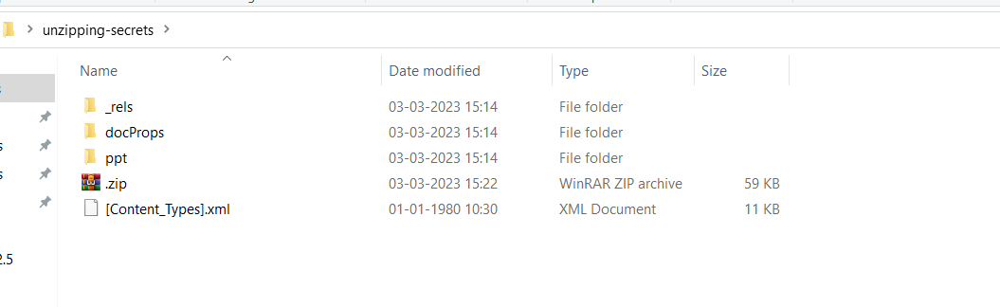 unzipping-secrets
Name Date modified Type Size
_rels 03-03-2023 15:14 File folder
docProps 03-03-2023 15:14 File folder
ppt 03-03-2023 15:14 File folder
.zip 03-03-2023 15:22 WinRAR ZIP archive 59 KB
[Content_Types].xml 01-01-1980 10:30 XML Document 11 KB
2.5